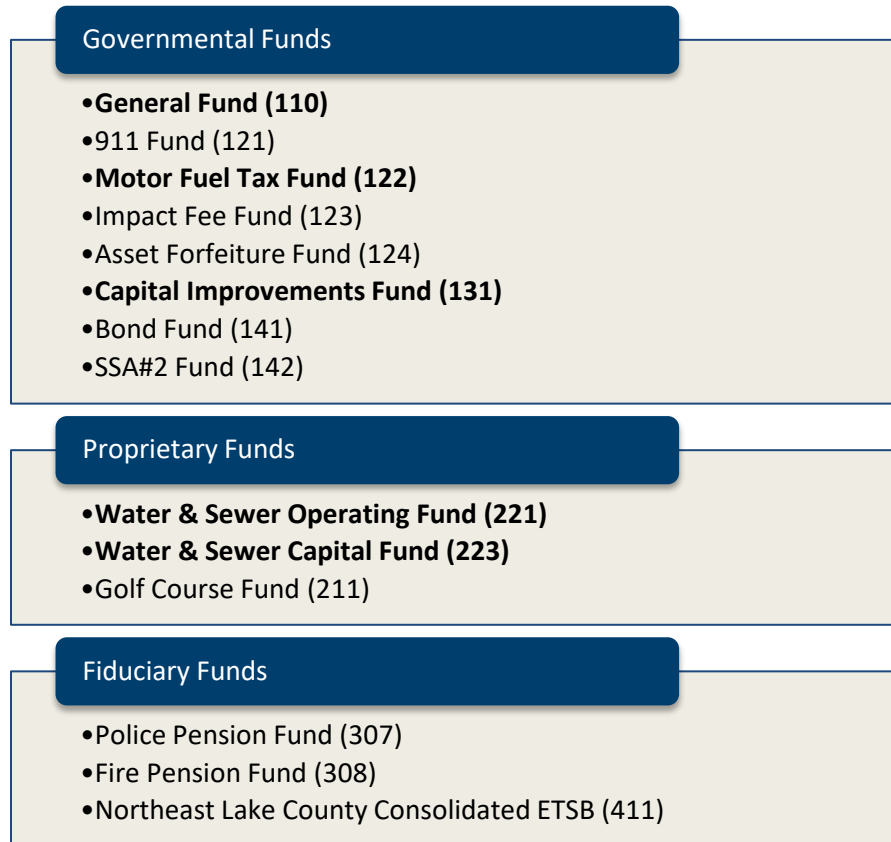 Governmental Funds
•General Fund (110)
•911 Fund (121)
•Motor Fuel Tax Fund (122)
•Impact Fee Fund (123)
•Asset Forfeiture Fund (124)
•Capital Improvements Fund (131)
•Bond Fund (141)
•SSA#2 Fund (142)
Proprietary Funds
•Water & Sewer Operating Fund (221)
•Water & Sewer Capital Fund (223)
•Golf Course Fund (211)
Fiduciary Funds
•Police Pension Fund (307)
•Fire Pension Fund (308)
•Northeast Lake County Consolidated ETSB (411)